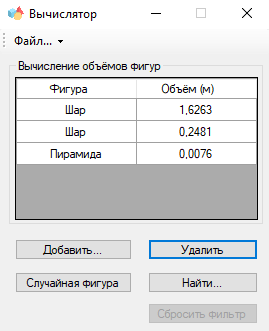 Вычислятор
Файл...
Вычисление объёмов фигур
Фигура Объём (м)
Шар 1,6263
Шар 0,2481
Пирамида 0,0076
Добавить... Удалить
Случайная фигура Найти...
Сбросить фильтр